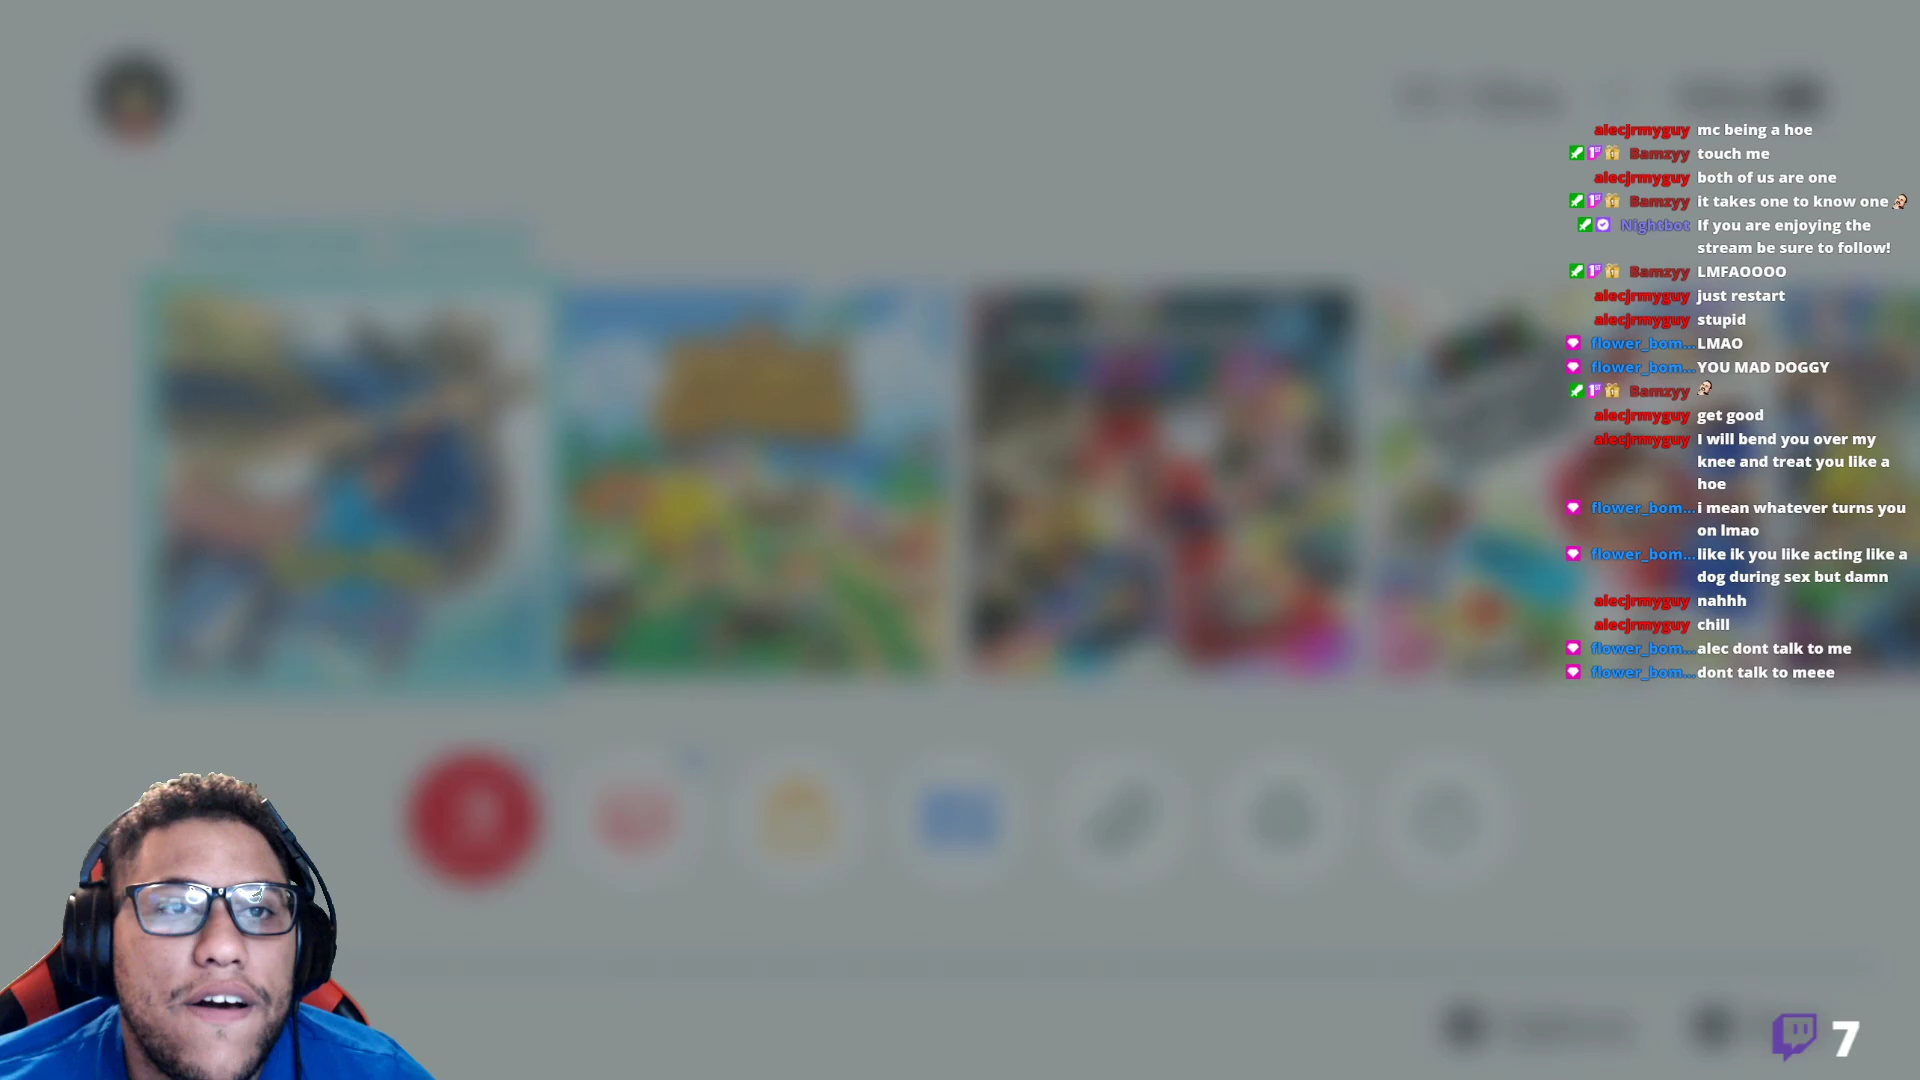 alecjrmyguy mc being a hoe
Bamzyy touch me
alecjrmyguy both of us are one
Bamzyy it takes one to know one
Nightbot If you are enjoying the
stream be sure to follow!
Bamzyy LMFAOOOO
alecjrmyguy just restart
alecjrmyguy stupid
flower_bom... LMAO
flower_bom... YOU MAD DOGGY
Bamzyy
alecjrmyguy get good
alecjrmyguy I will bend you over my
knee and treat you like a
hoe
flower_bom... i mean whatever turns you
on lmao
flower_bom... like ik you like acting like a
dog during sex but damn
alecjrmyguy nahhh
alecjrmyguy chill
flower_bom... alec dont talk to me
flower_bom... dont talk to meee
7